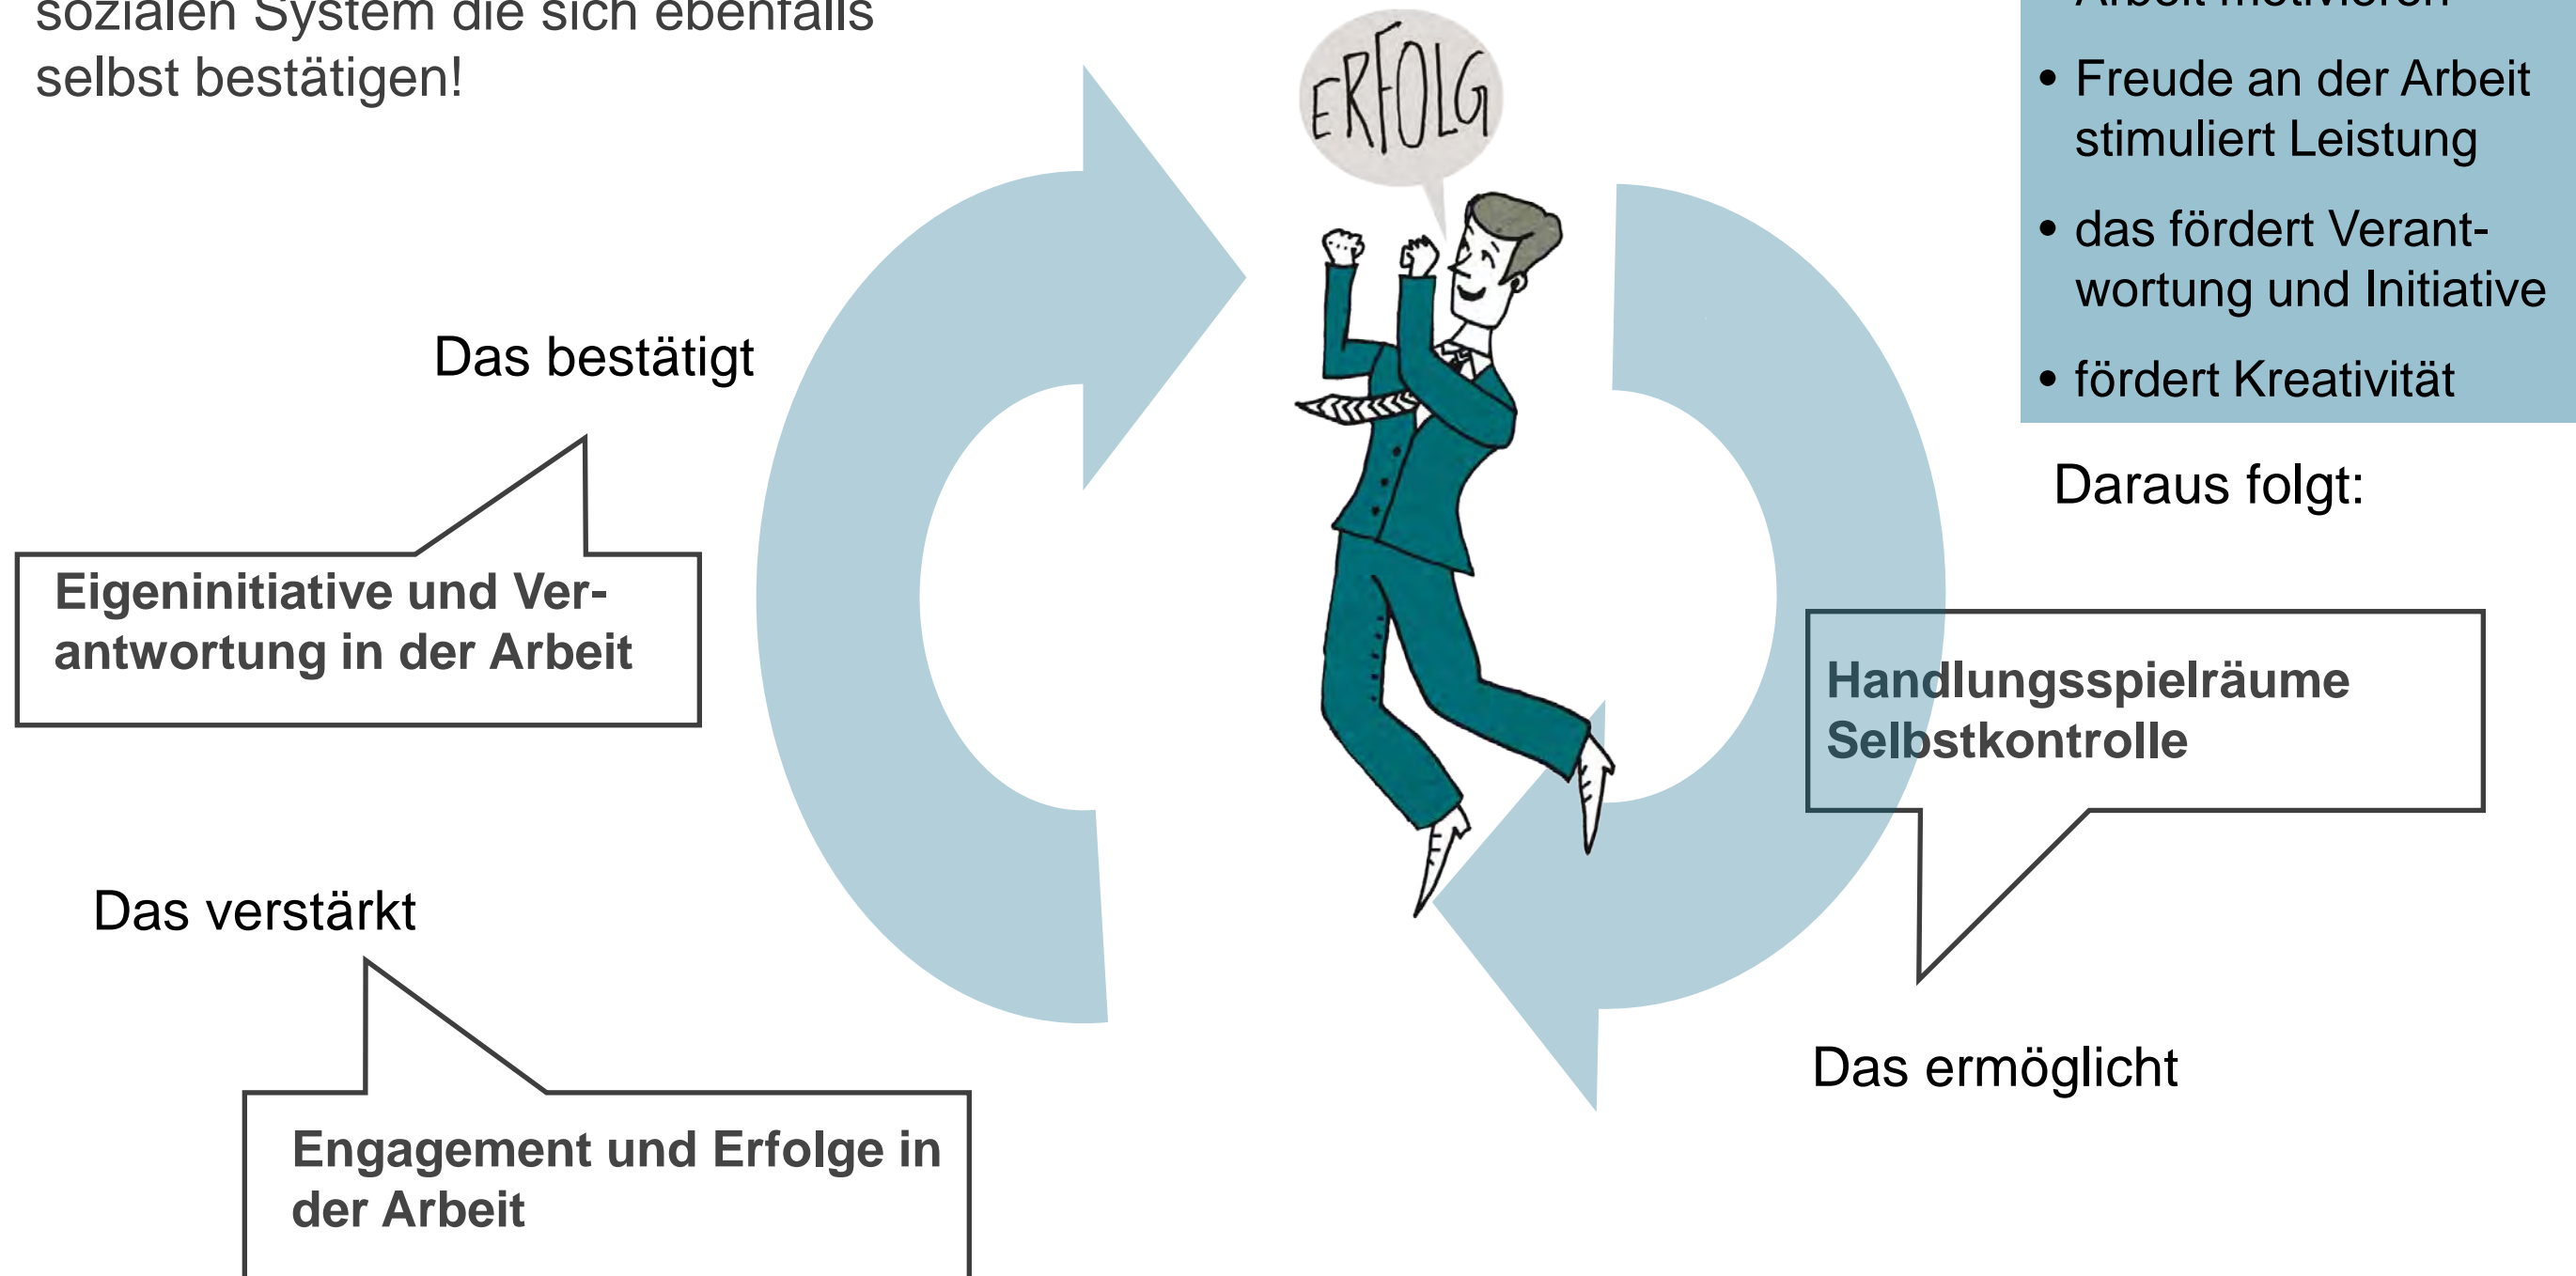 sozialen System die sich ebenfalls
selbst bestätigen!
ERFOLG
Arbeit motivieren
• Freude an der Arbeit
stimuliert Leistung
• das fördert Verant-
wortung und Initiative
• fördert Kreativität
Daraus folgt:
Handlungsspielräume
Selbstkontrolle
Das ermöglicht
Engagement und Erfolge in
der Arbeit
Das verstärkt
Eigeninitiative und Ver-
antwortung in der Arbeit
Das bestätigt